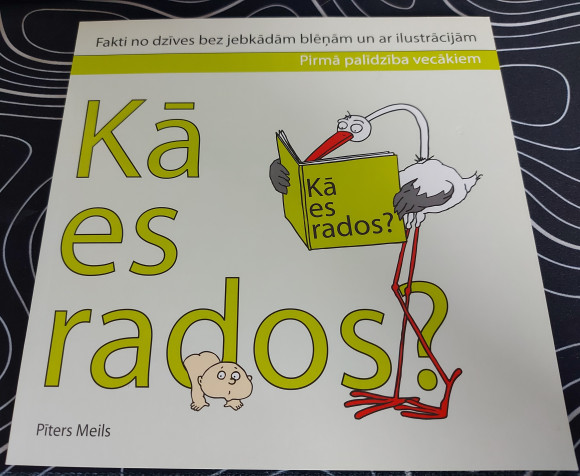 Fakti no dzīves bez jebkādām blēņām un ar ilustrācijām
Pirmā palīdzība vecākiem
Kā
es
rados?
Kā
es
rados?
Pīters Meils